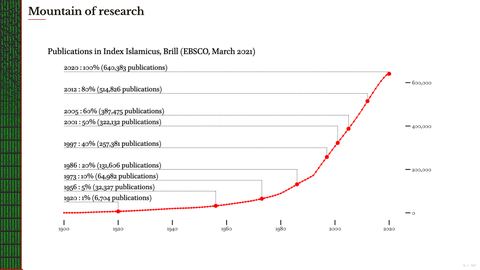 Mountain of research
Publications in Index Islamicus, Brill (EBSCO, March 2021)
2020 : 100% (640,383 publications)
2012 : 80% (514,826 publications)
2005 : 60% (387,475 publications)
2001 : 50% (322,132 publications)
1997 : 40% (257,381 publications)
1986 : 20% (131,606 publications)
1973 : 10% (64,982 publications)
1956 : 5% (32,327 publications)
1920 : 1% (6,704 publications)
600,000
400,000
200,000
0
1900 1920 1940 1960 1980 2000 2020